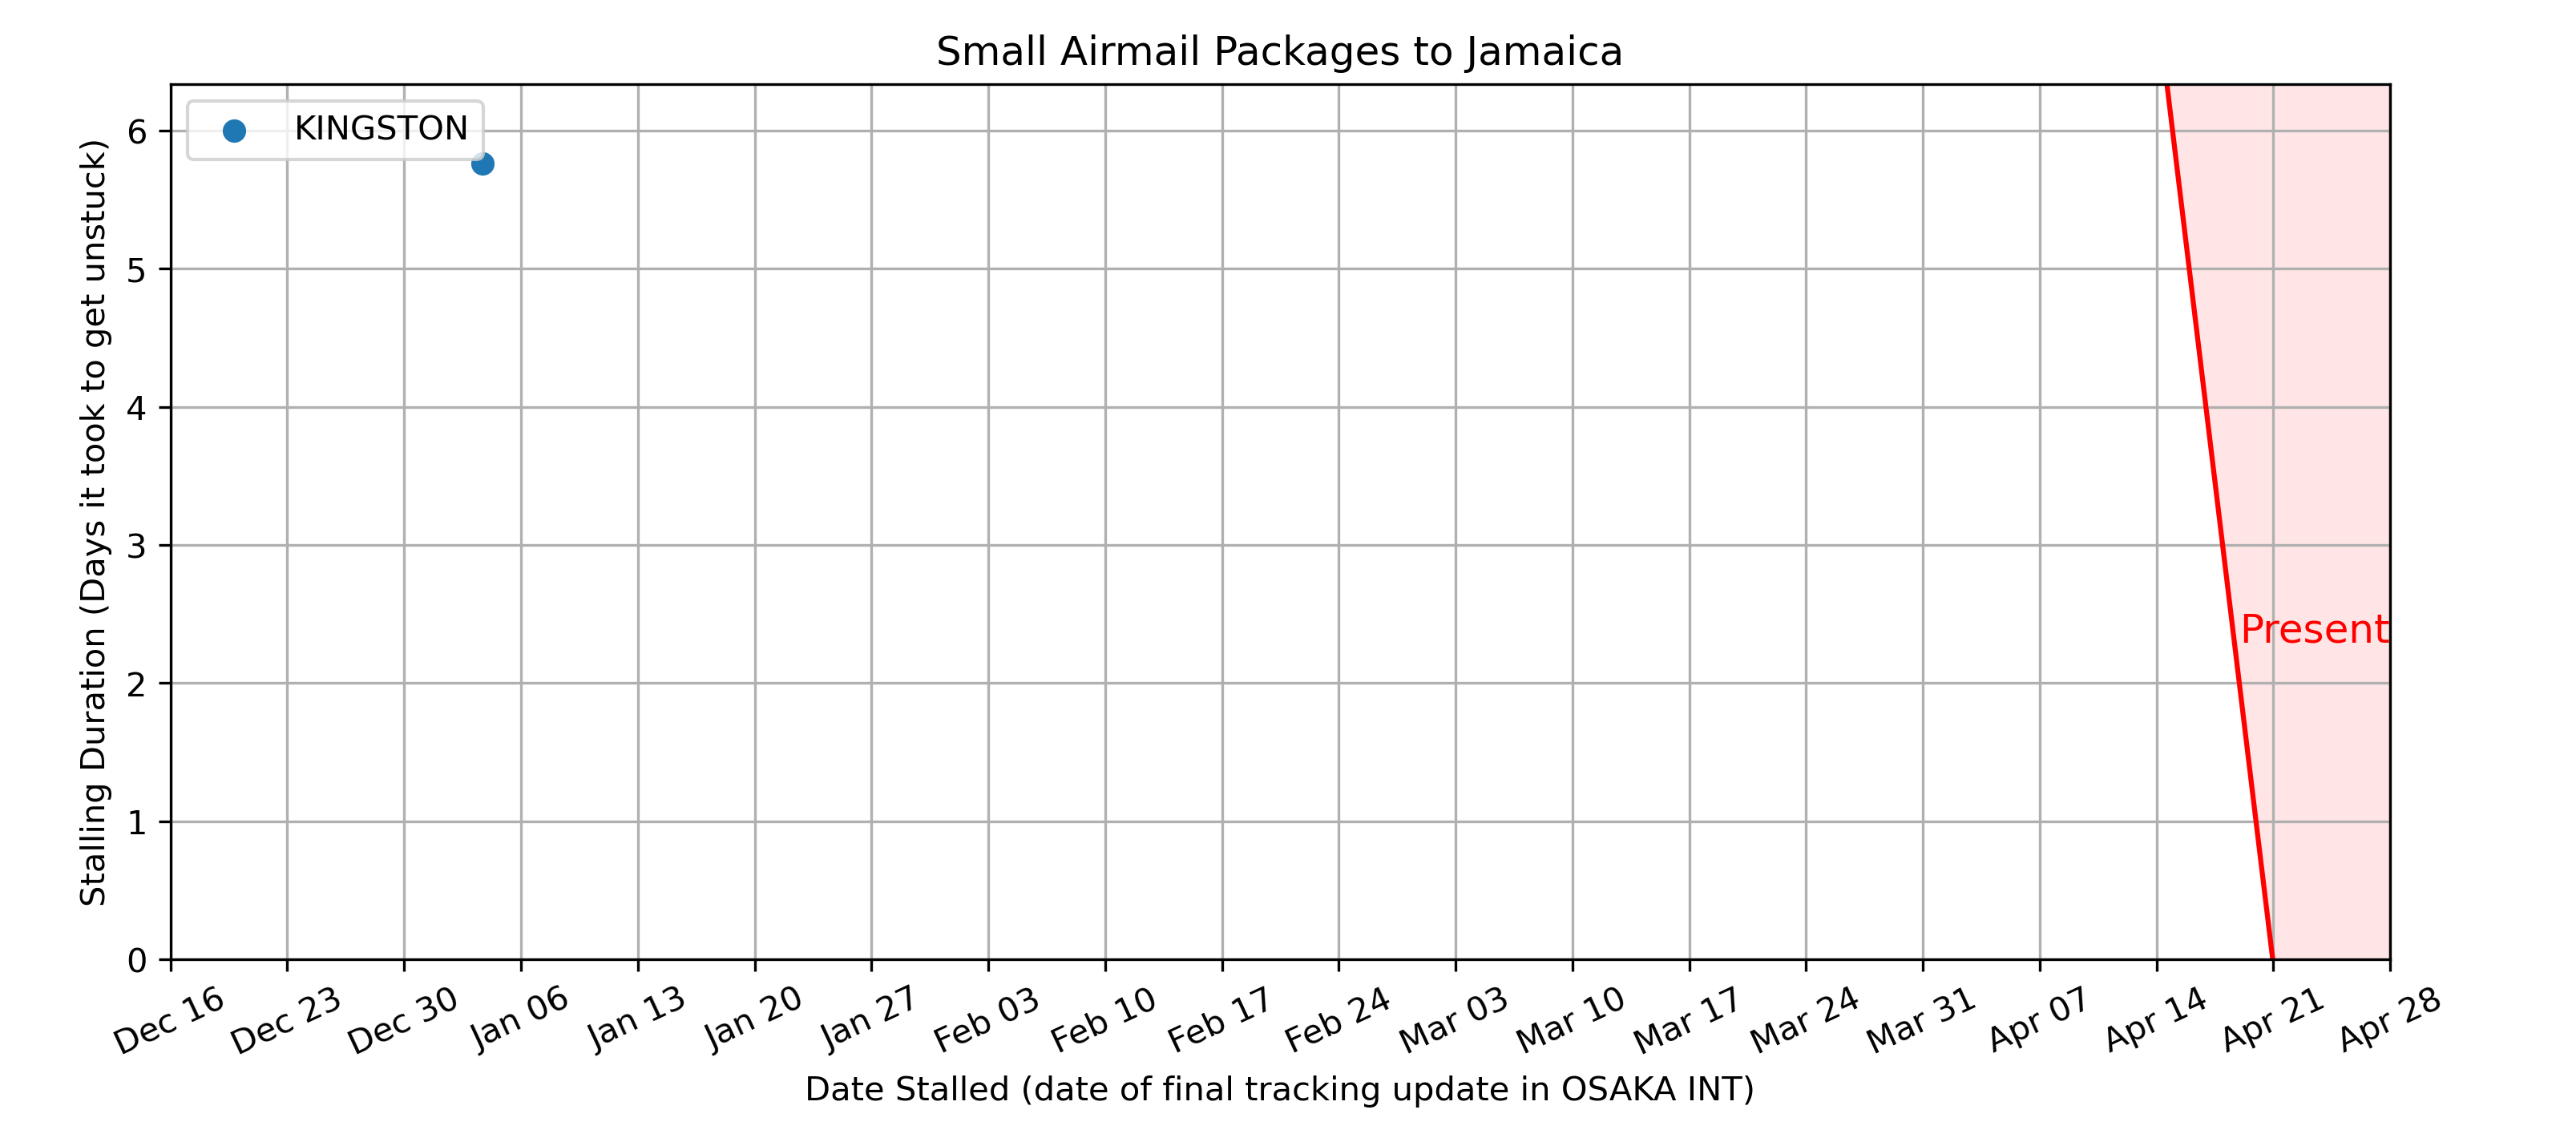 Small Airmail Packages to Jamaica
KINGSTON
Stalling Duration (Days it took to get unstuck)
6
5
4
3
2
1
0
Present
Dec 16
Dec 23
Dec 30
Jan 06
Jan 13
Jan 20
Jan 27
Feb 03
Feb 10
Feb 17
Feb 24
Mar 03
Mar 10
Mar 17
Mar 24
Mar 31
Apr 07
Apr 14
Apr 21
Apr 28
Date Stalled (date of final tracking update in OSAKA INT)